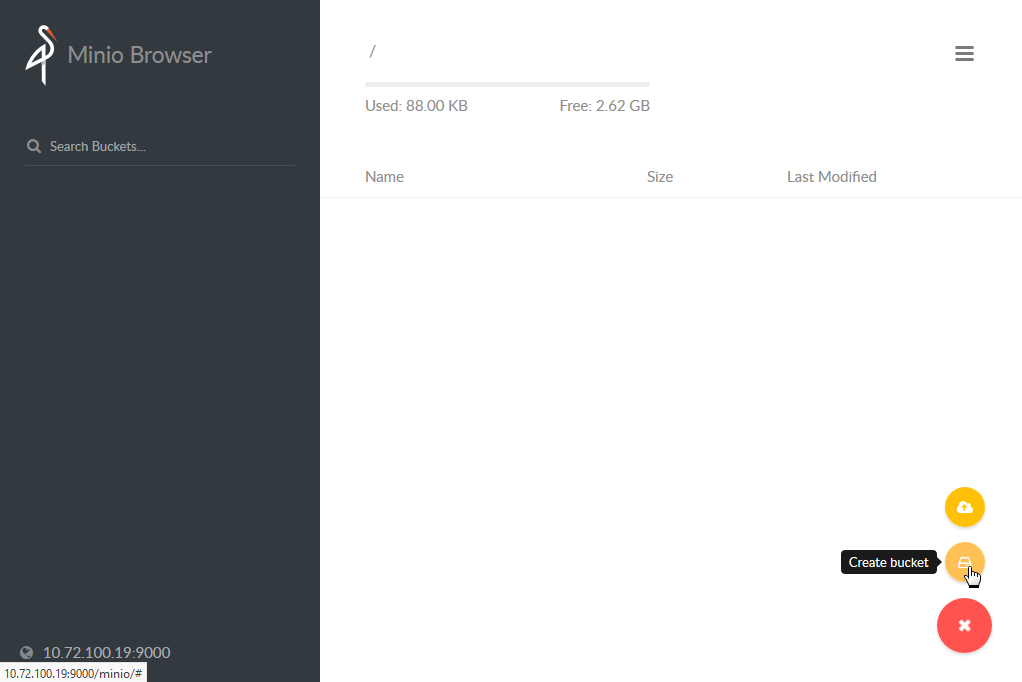 Minio Browser
/
Used: 88.00 KB Free: 2.62 GB
Search Buckets...
Name Size Last Modified
Create bucket
10.72.100.19:9000
10.72.100.19:9000/minio/#